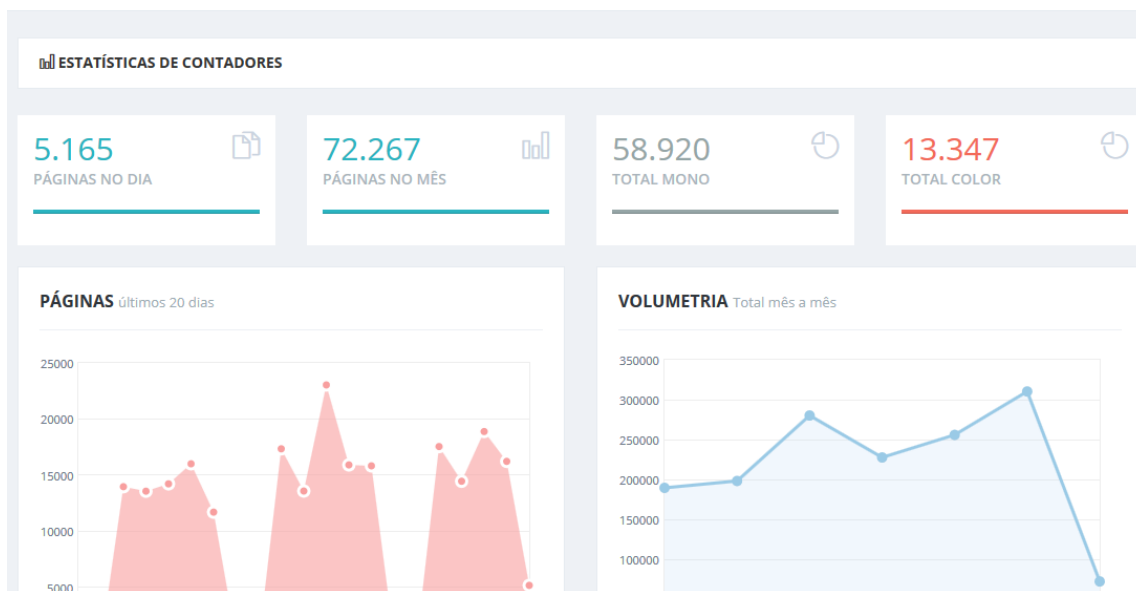 ESTATÍSTICAS DE CONTADORES
5.165
PÁGINAS NO DIA
72.267
PÁGINAS NO MÊS
58.920
TOTAL MONO
13.347
TOTAL COLOR
PÁGINAS últimos 20 dias
25000
20000
15000
10000
5000
VOLUMETRIA Total mês a mês
350000
300000
250000
200000
150000
100000